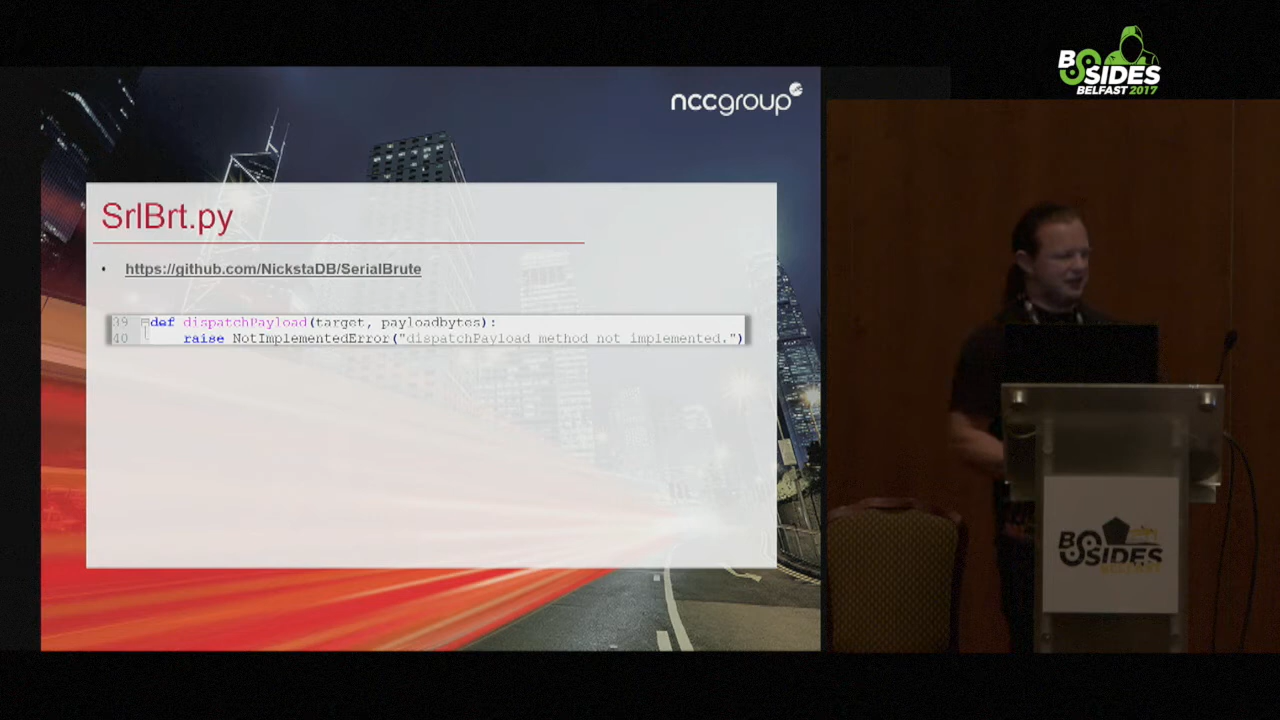 BSIDES
BELFAST 2017
nccgroup
SrlBrt.py
• https://github.com/NickstaDB/SerialBrute
39 def dispatchPayload(target, payloadbytes):
40 raise NotImplementedError("dispatchPayload method not implemented.")
BSIDES
BELFAST